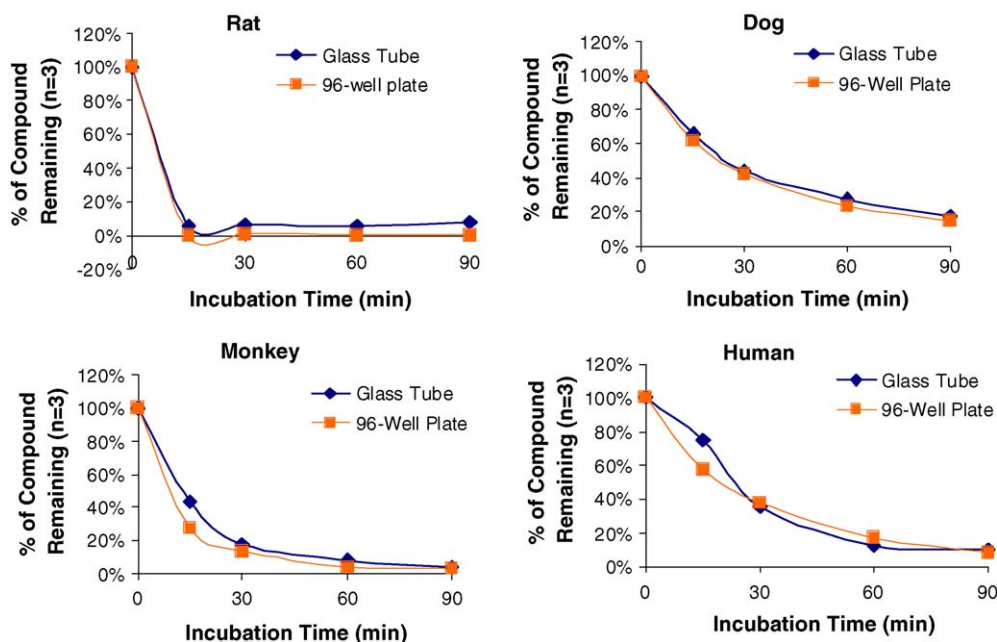 Rat
120%
100%
80%
60%
40%
20%
0%
-20%
0
30
60
90
Glass Tube
96-well plate
% of Compound
Remaining (n=3)
Incubation Time (min)
Dog
120%
100%
80%
60%
40%
20%
0%
0
30
60
90
Glass Tube
96-Well Plate
% of Compound
Remaining (n=3)
Incubation Time (min)
Monkey
120%
100%
80%
60%
40%
20%
0%
0
30
60
90
Glass Tube
96-Well Plate
% of Compound
Remaining (n=3)
Incubation Time (min)
Human
120%
100%
80%
60%
40%
20%
0%
0
30
60
90
Glass Tube
96-Well Plate
% of Compound
Remaining (n=3)
Incubation Time (min)